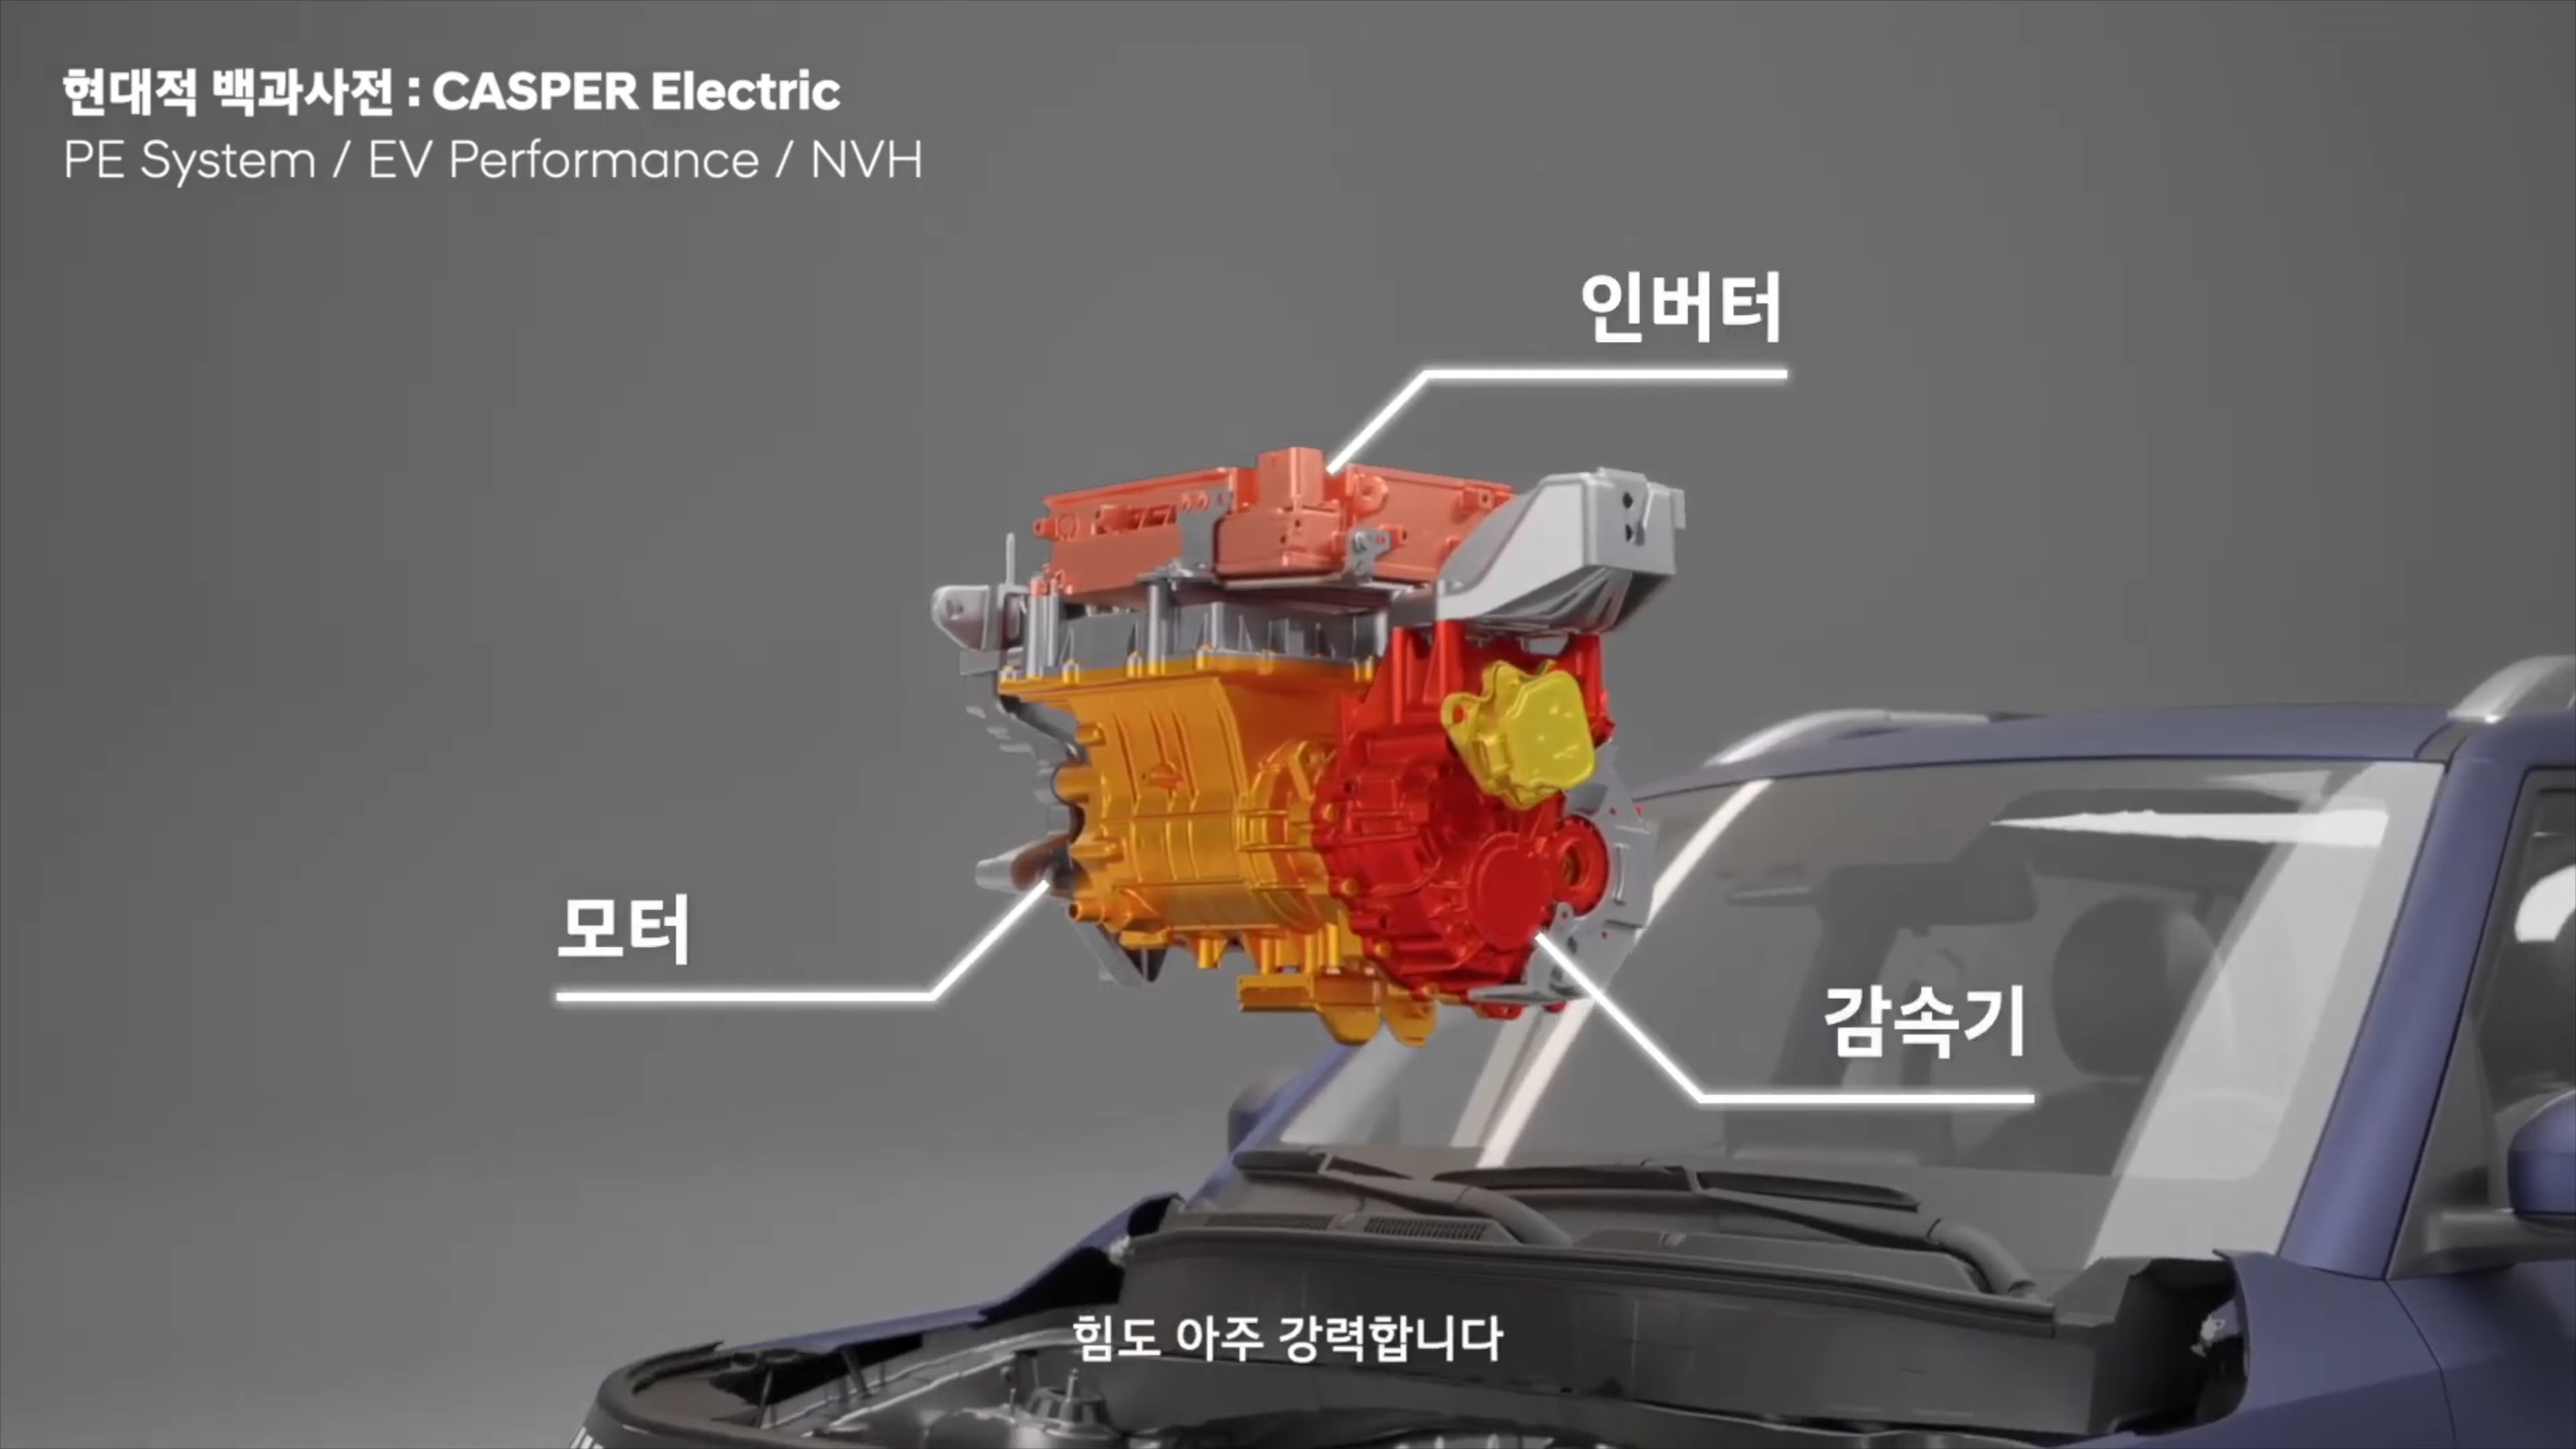 현대적 백과사전 : CASPER Electric
PE System / EV Performance / NVH
인버터
모터
감속기
힘도 아주 강력합니다